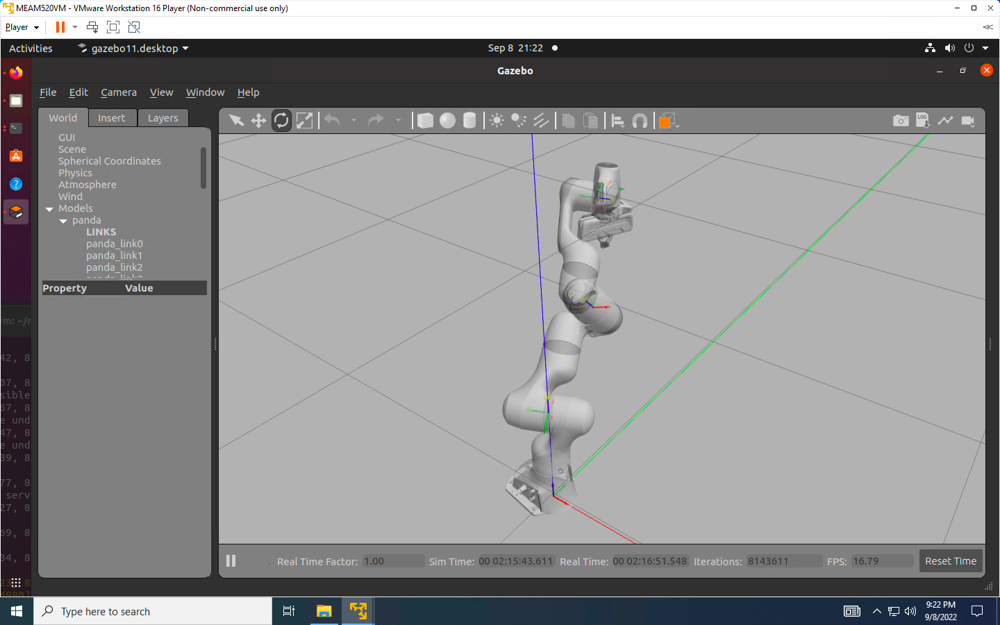 MEAM520VM - VMware Workstation 16 Player (Non-commercial use only)
Player
Activities gazebo11.desktop Sep 8 21:22
Gazebo
File Edit Camera View Window Help
World Insert Layers
LOG
GUI
Scene
Spherical Coordinates
Physics
Atmosphere
Wind
Models
panda
LINKS
panda_link0
panda_link1
panda_link2
Property Value
vm: ~/m
42, 8
07, 8
sible
67, 8
e und
47, 8
e und
39, 8
77, 8
serv
27, 8
69, 8
34, 8
Real Time Factor: 1.00 Sim Time: 00 02:15:43.611 Real Time: 00 02:16:51.548 Iterations: 8143611 FPS: 16.79 Reset Time
Type here to search
9:22 PM
9/8/2022